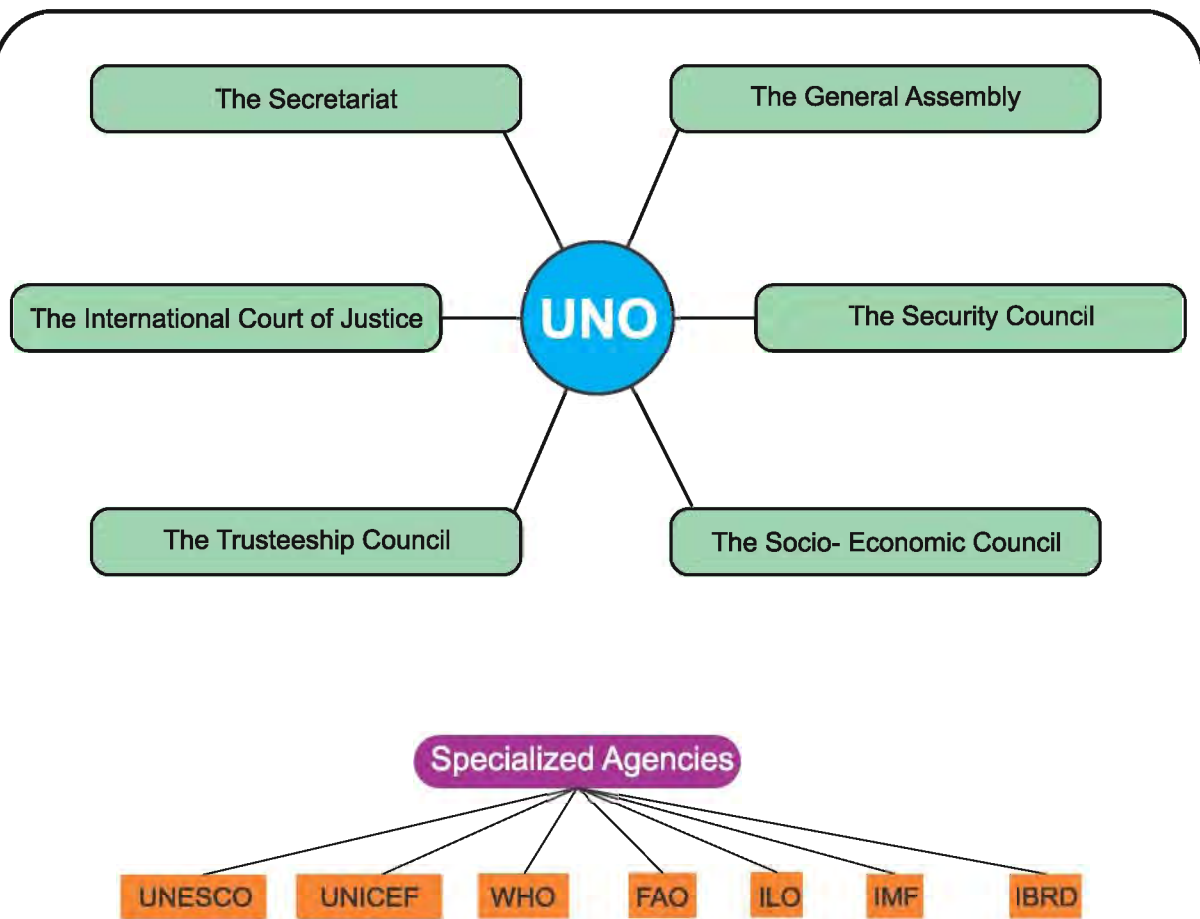 The Secretariat
The General Assembly
The International Court of Justice
UNO
The Security Council
The Trusteeship Council
The Socio- Economic Council
Specialized Agencies
UNESCO
UNICEF
WHO
FAO
ILO
IMF
IBRD